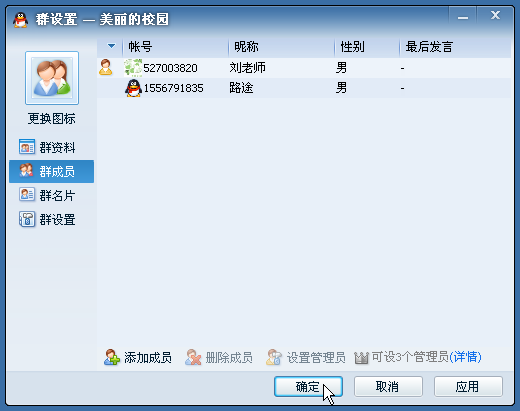 群设置 — 美丽的校园
帐号 昵称 性别 最后发言
527003820 刘老师 男 -
1556791835 路途 男 -
更换图标
群资料
群成员
群名片
群设置
添加成员 删除成员 设置管理员 可设3个管理员(详情)
确定 取消 应用